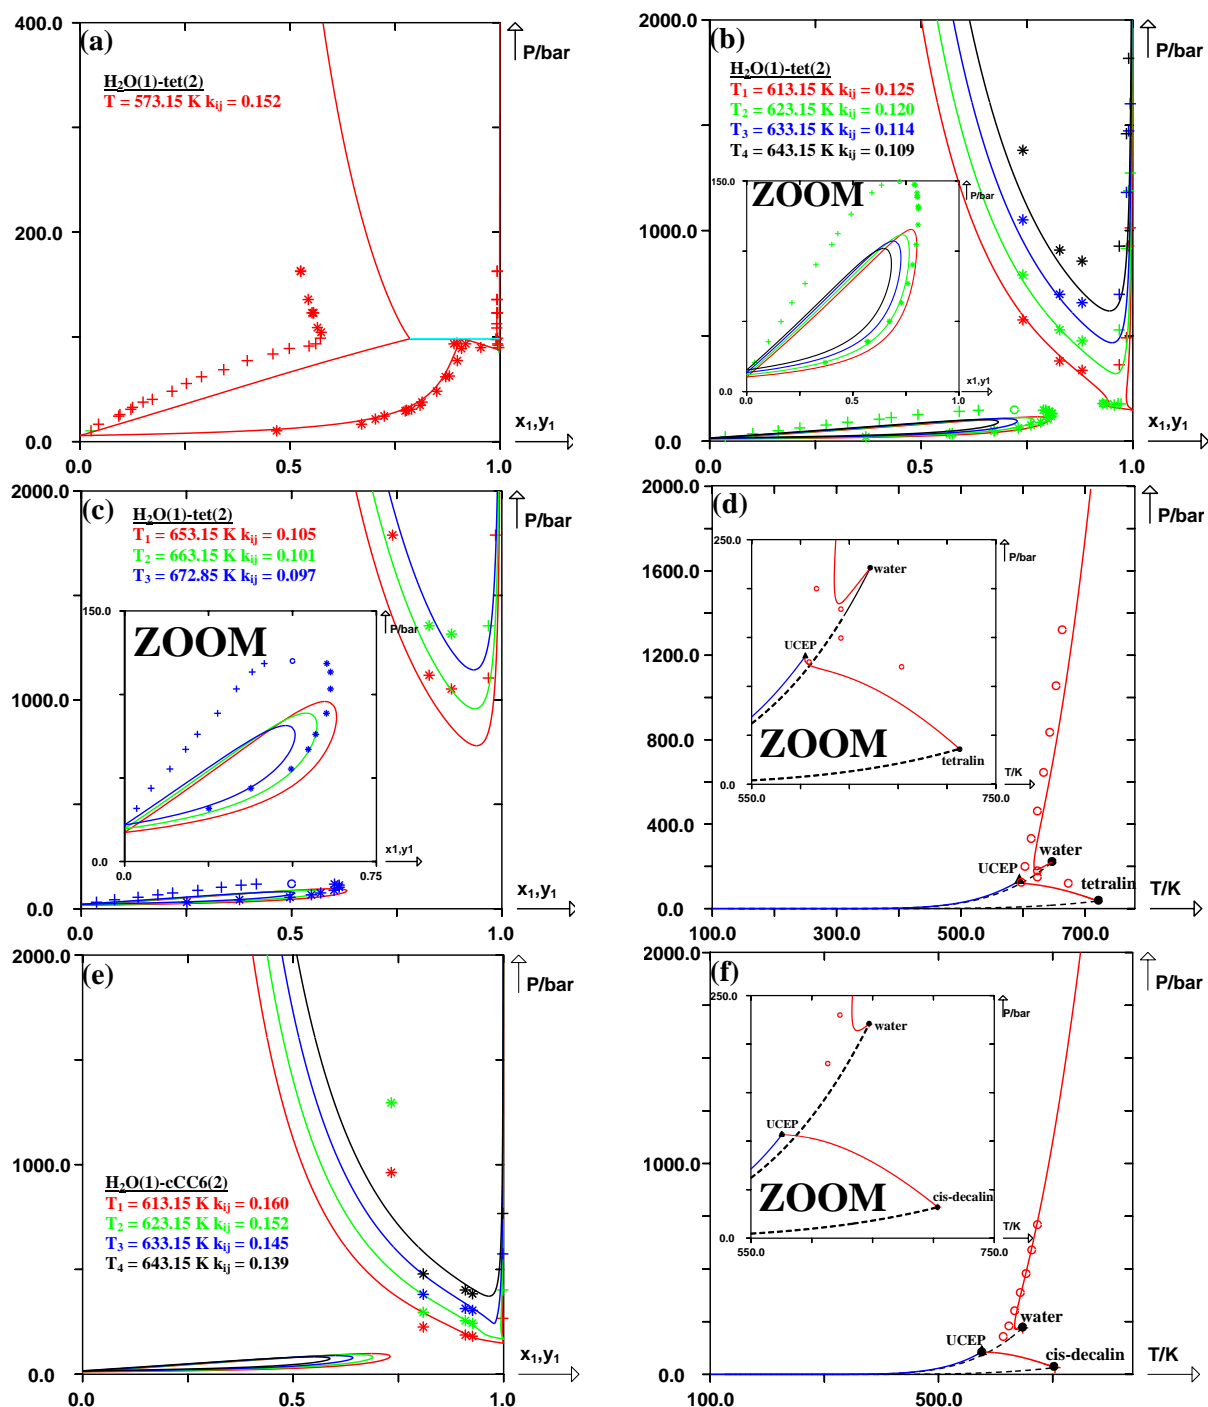 (a)
400.0
P/bar
H₂O(1)-tet(2)
T = 573.15 K kij = 0.152
200.0
0.0
0.0
0.5
1.0
x₁,y₁
(b)
2000.0
P/bar
H₂O(1)-tet(2)
T₁ = 613.15 K kij = 0.125
T₂ = 623.15 K kij = 0.120
T₃ = 633.15 K kij = 0.114
T₄ = 643.15 K kij = 0.109
150.0
ZOOM
P/bar
1000.0
0.0
0.0
0.5
1.0
x1,y1
0.0
0.0
0.5
1.0
x₁,y₁
(c)
2000.0
P/bar
H₂O(1)-tet(2)
T₁ = 653.15 K kij = 0.105
T₂ = 663.15 K kij = 0.101
T₃ = 672.85 K kij = 0.097
150.0
ZOOM
P/bar
1000.0
0.0
0.0
0.75
x1,y1
0.0
0.0
0.5
1.0
x₁,y₁
(d)
2000.0
P/bar
1600.0
1200.0
800.0
400.0
0.0
250.0
P/bar
water
UCEP
ZOOM
tetralin
T/K
0.0
550.0
750.0
water
UCEP
tetralin
T/K
100.0
300.0
500.0
700.0
(e)
2000.0
P/bar
1000.0
H₂O(1)-cCC6(2)
T₁ = 613.15 K kij = 0.160
T₂ = 623.15 K kij = 0.152
T₃ = 633.15 K kij = 0.145
T₄ = 643.15 K kij = 0.139
0.0
0.0
0.5
1.0
x₁,y₁
(f)
2000.0
P/bar
1000.0
0.0
250.0
P/bar
water
UCEP
ZOOM
cis-decalin
T/K
0.0
550.0
750.0
water
UCEP
cis-decalin
T/K
100.0
500.0